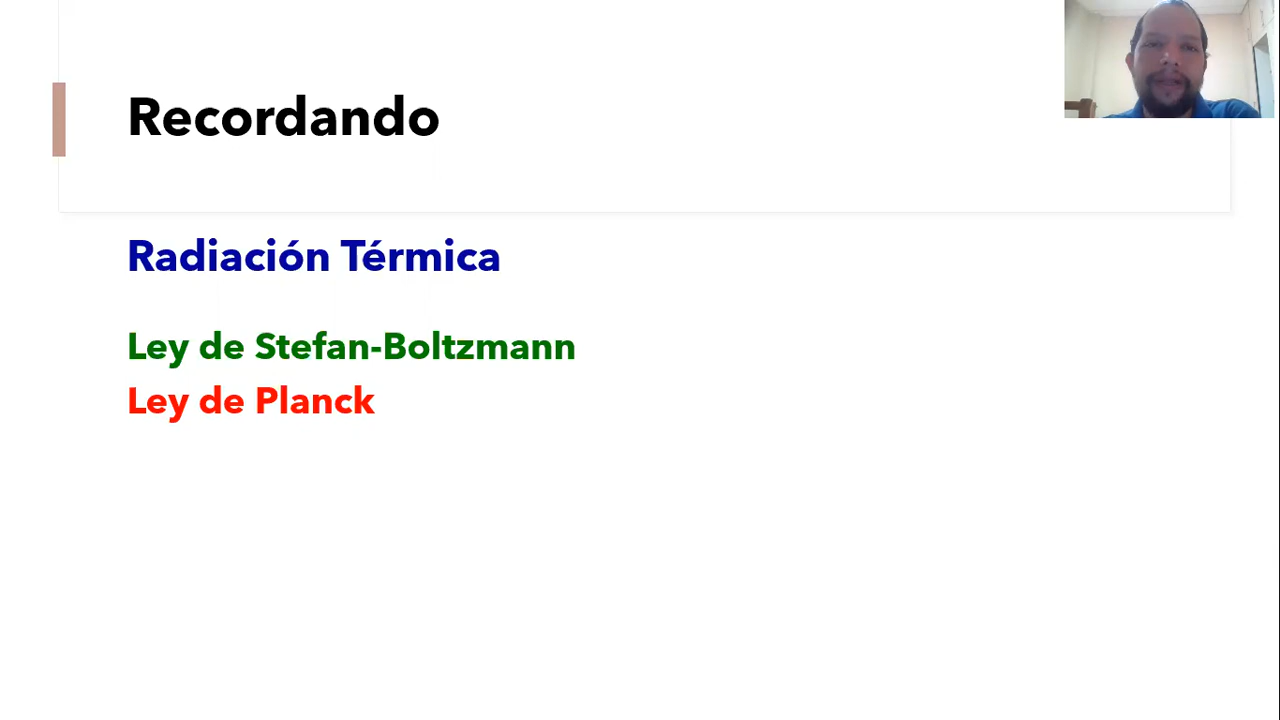 Recordando
Radiación Térmica
Ley de Stefan-Boltzmann
Ley de Planck